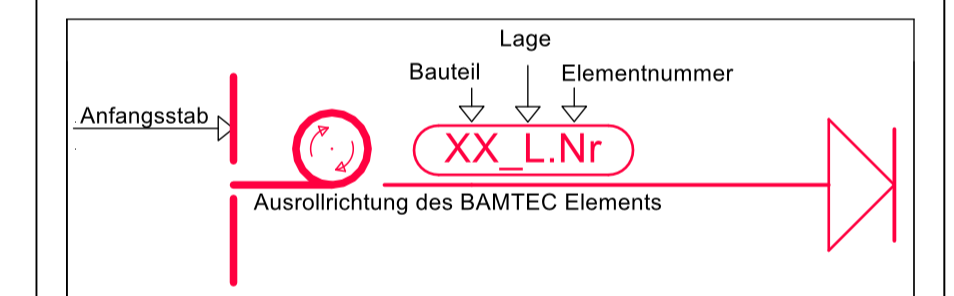 Lage
Bauteil
Elementnummer
Anfangsstab
XX_L.Nr
Ausrollrichtung des BAMTEC Elements